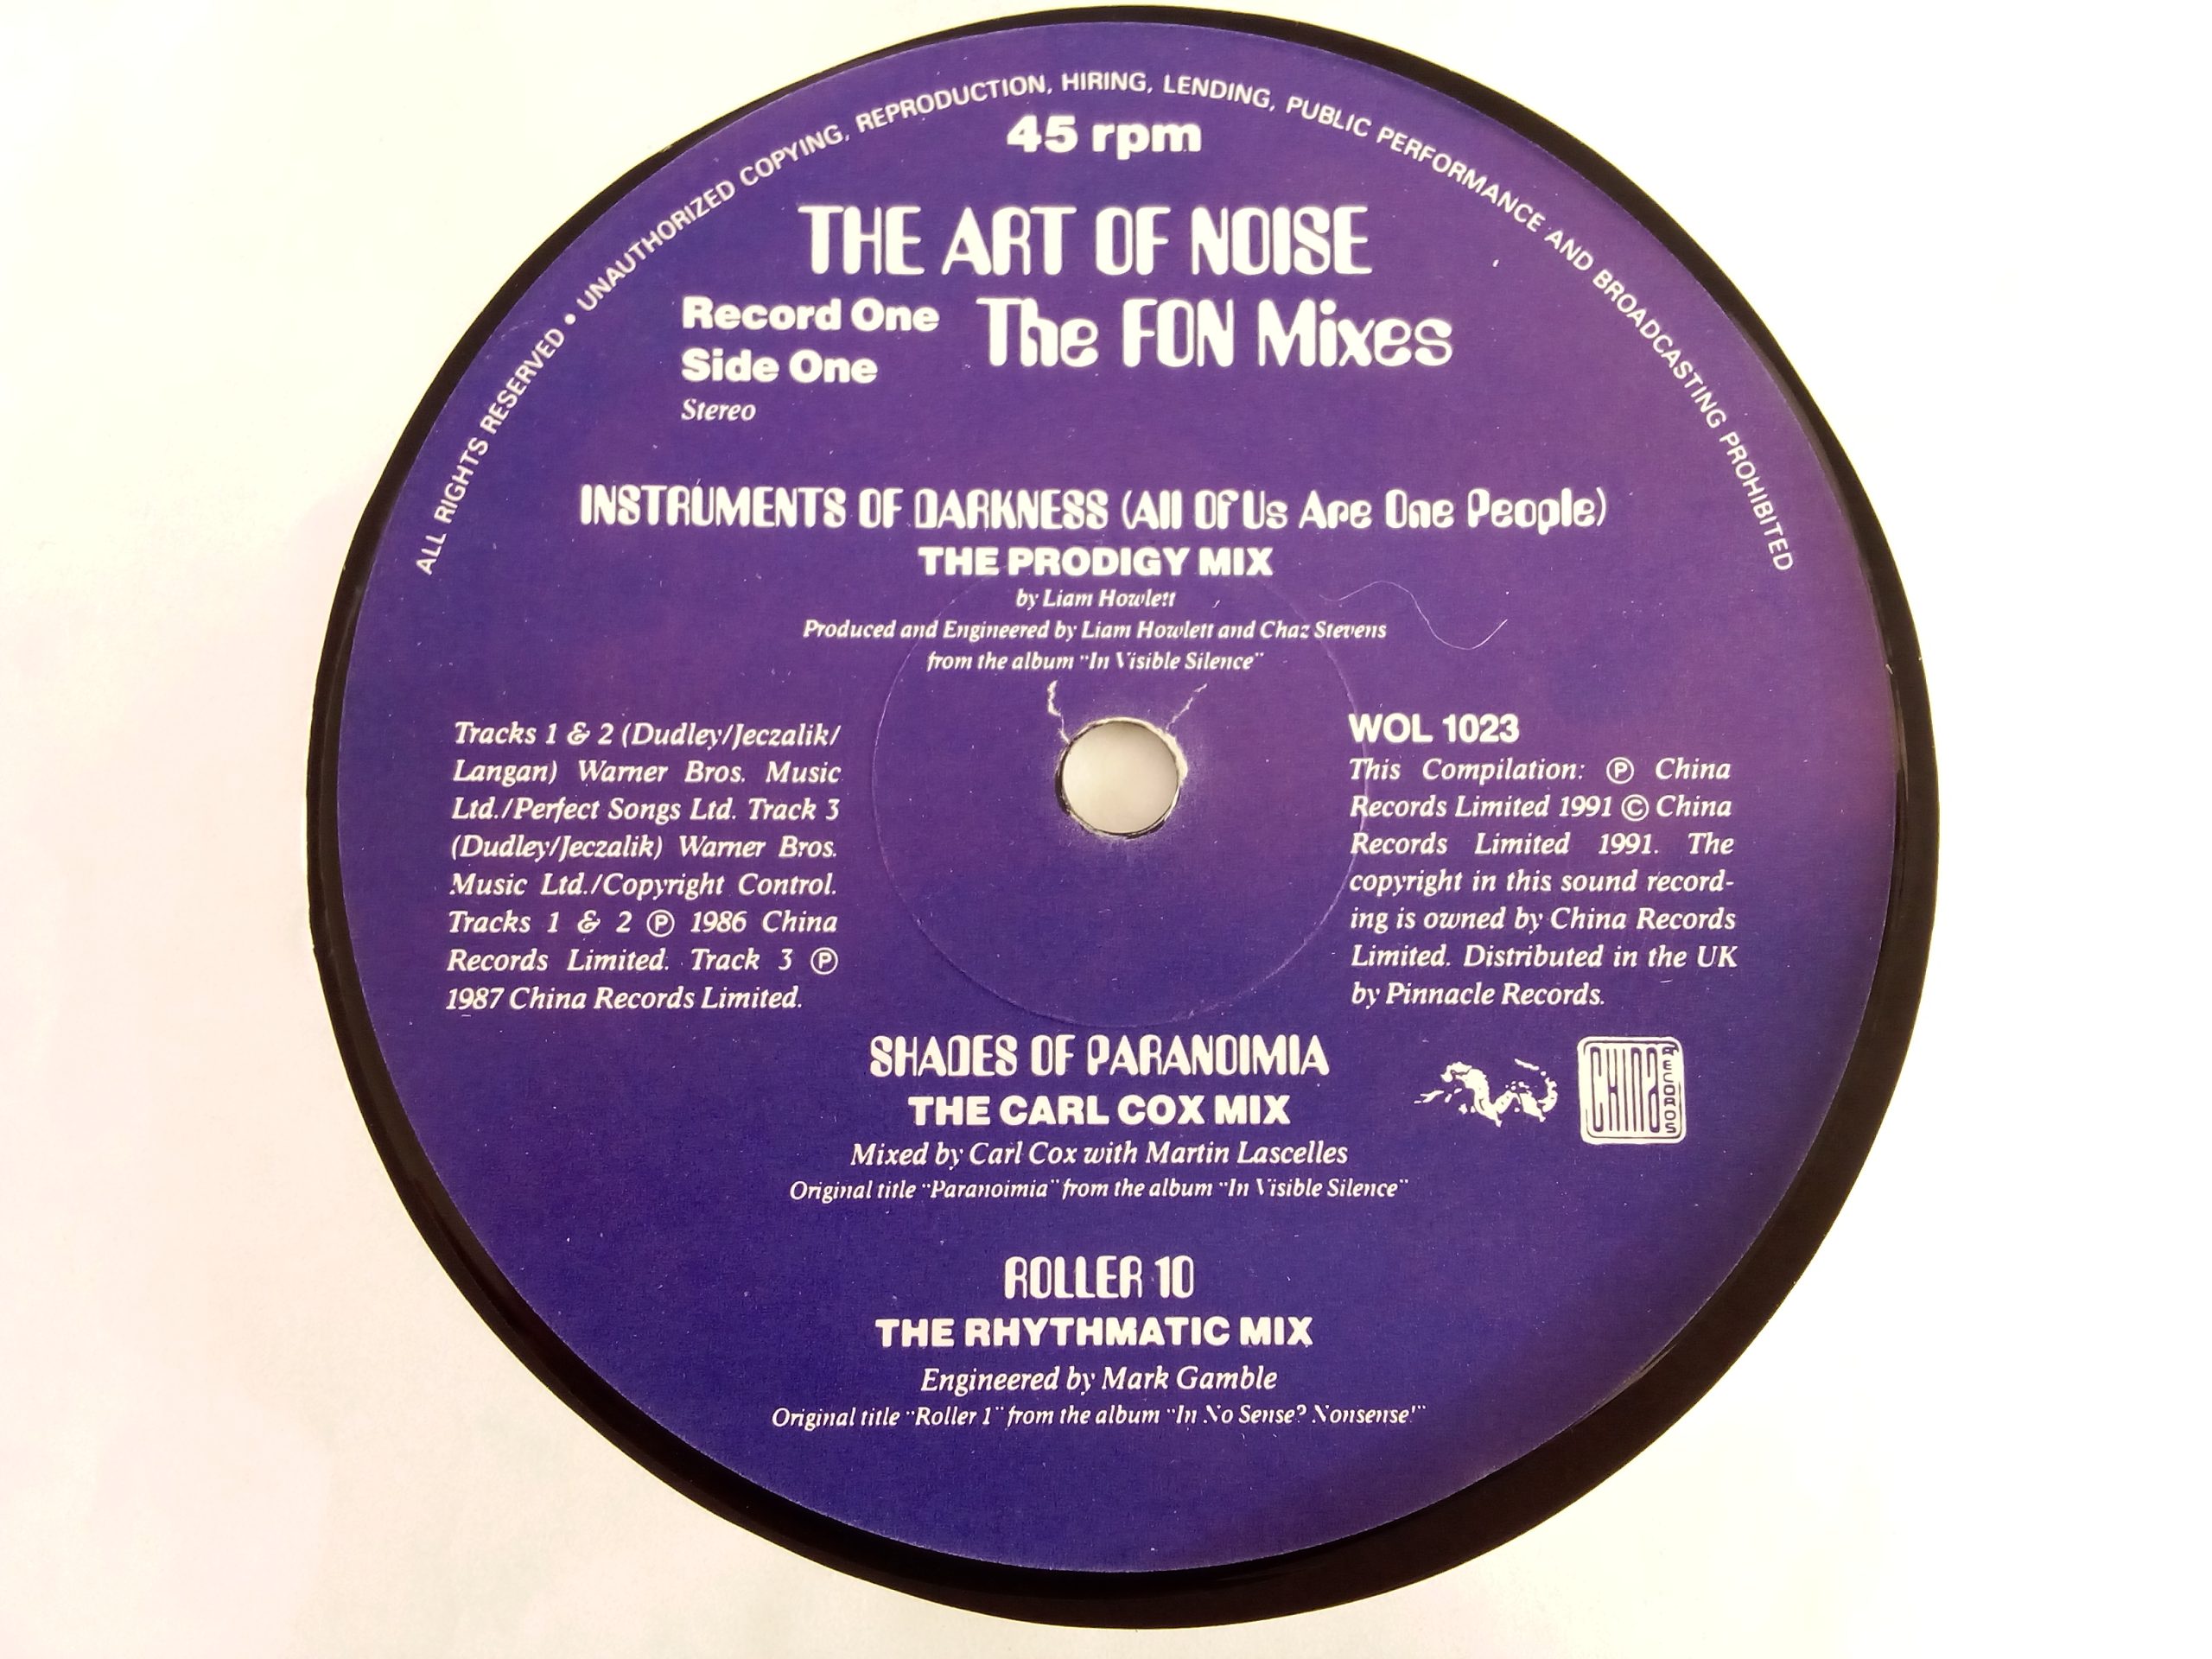 ALL RIGHTS RESERVED • UNAUTHORIZED COPYING, REPRODUCTION, HIRING, LENDING, PUBLIC PERFORMANCE AND BROADCASTING PROHIBITED
45 rpm
THE ART OF NOISE
Record One
Side One
Stereo
The FON Mixes
INSTRUMENTS OF DARKNESS (All Of Us Are One People)
THE PRODIGY MIX
by Liam Howlett
Produced and Engineered by Liam Howlett and Chaz Stevens
from the album "In Visible Silence"
Tracks 1 & 2 (Dudley/Jeczalik/
Langan) Warner Bros. Music
Ltd./Perfect Songs Ltd. Track 3
(Dudley/Jeczalik) Warner Bros.
Music Ltd./Copyright Control.
Tracks 1 & 2 ℗ 1986 China
Records Limited. Track 3 ℗
1987 China Records Limited.
WOL 1023
This Compilation: ℗ China
Records Limited 1991 © China
Records Limited 1991. The
copyright in this sound record-
ing is owned by China Records
Limited. Distributed in the UK
by Pinnacle Records.
CHINA
RECORDS
SHADES OF PARANOIMIA
THE CARL COX MIX
Mixed by Carl Cox with Martin Lascelles
Original title "Paranoimia" from the album "In Visible Silence"
ROLLER 10
THE RHYTHMATIC MIX
Engineered by Mark Gamble
Original title "Roller 1" from the album "In No Sense? Nonsense!"